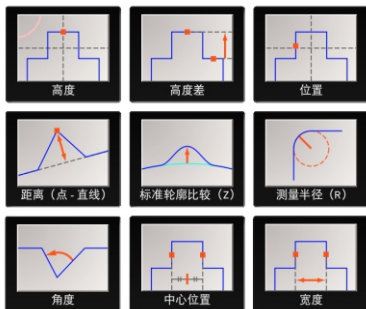 高度
高度差
位置
距离（点 - 直线）
标准轮廓比较（Z）
测量半径（R）
角度
中心位置
宽度